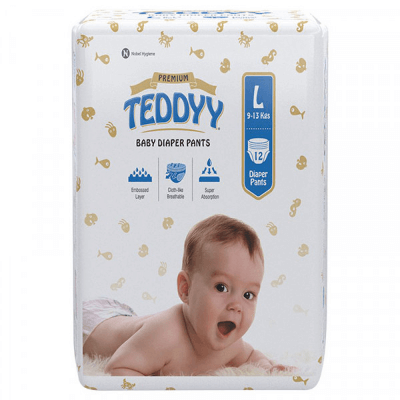 Nobel Hygiene
PREMIUM
TEDDYY
BABY DIAPER PANTS
Embossed
Layer
Cloth-like
Breathable
Super
Absorption
L
9-13 KGS
12
Diaper
Pants